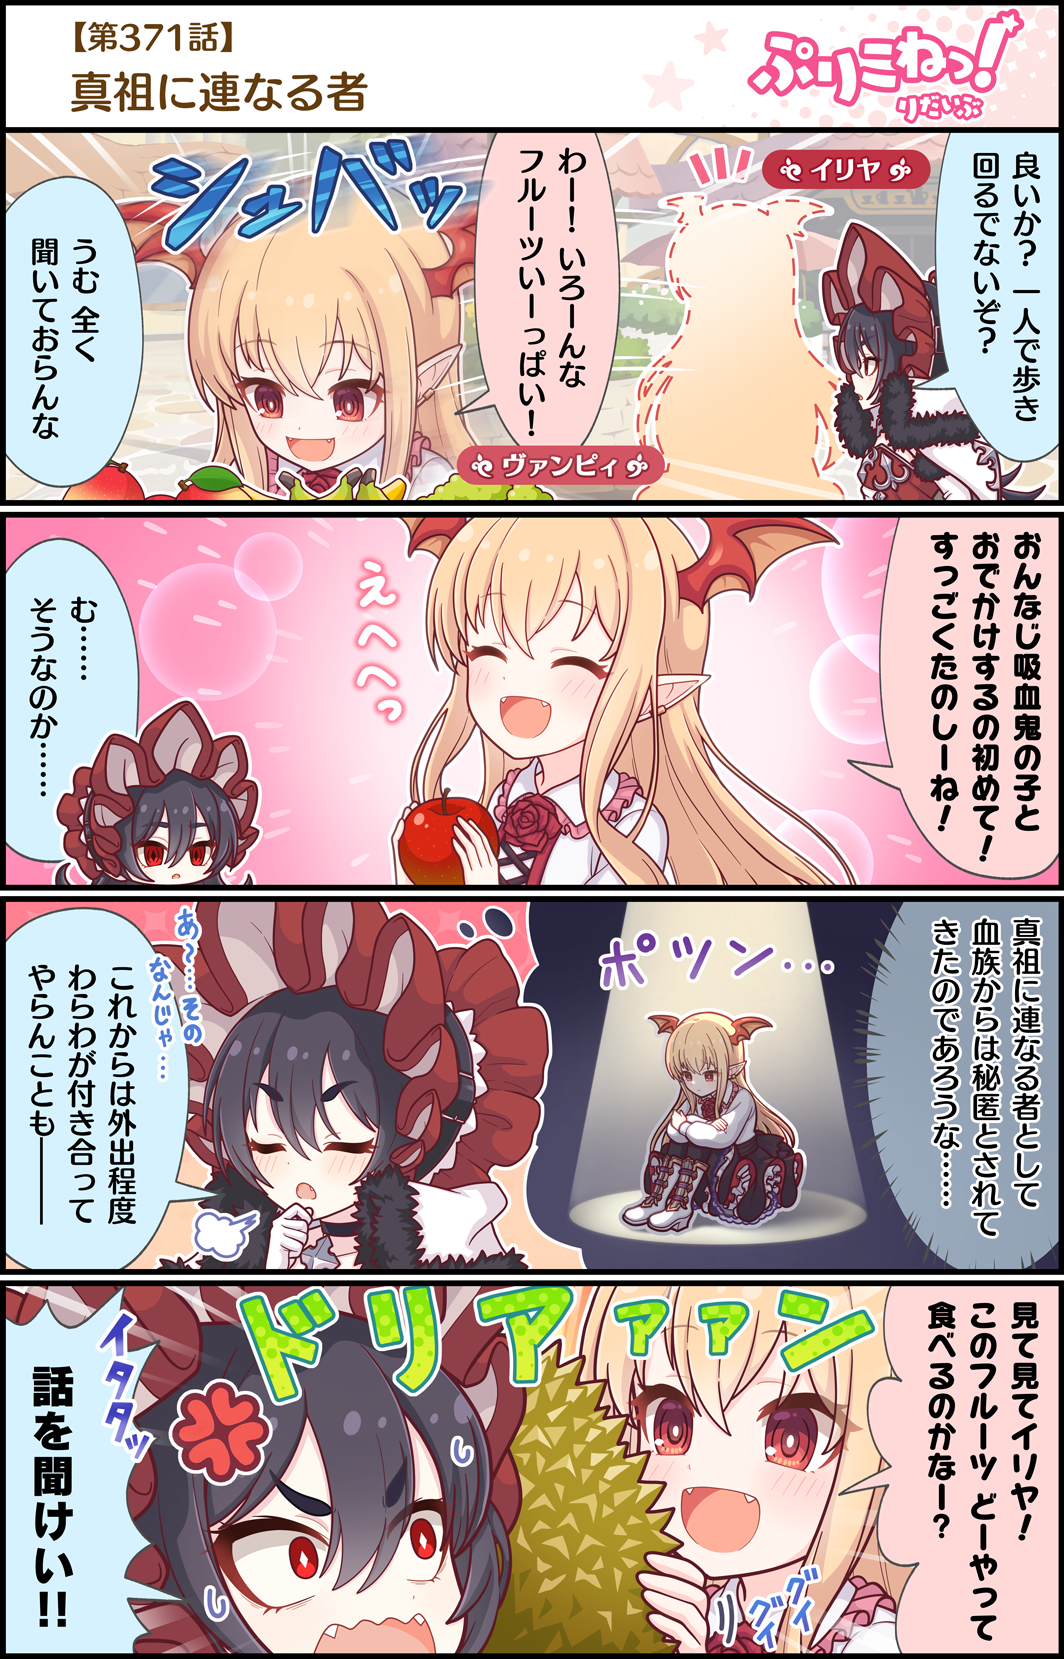 【第371話】
真祖に連なる者
ぷりこねっ!
りだいぶ
良いか? 一人で歩き
回るでないぞ?
イリヤ
わー! いろーんな
フルーツいーっぱい!
ヴァンピィ
シュバッ
うむ 全く
聞いておらんな
おんなじ吸血鬼の子と
おでかけするの初めて!
すっごくたのしーね!
えへへっ
む……
そうなのか……
真祖に連なる者として
血族からは秘匿とされて
きたのであろうな……
ポツン…
あ〜…その
なんじゃ…
これからは外出程度
わらわが付き合って
やらんことも――
見て見てイリヤ!
このフルーツ どーやって
食べるのかなー?
ドリアァァン
グイグイ
イタタタッ
話を聞けい!!